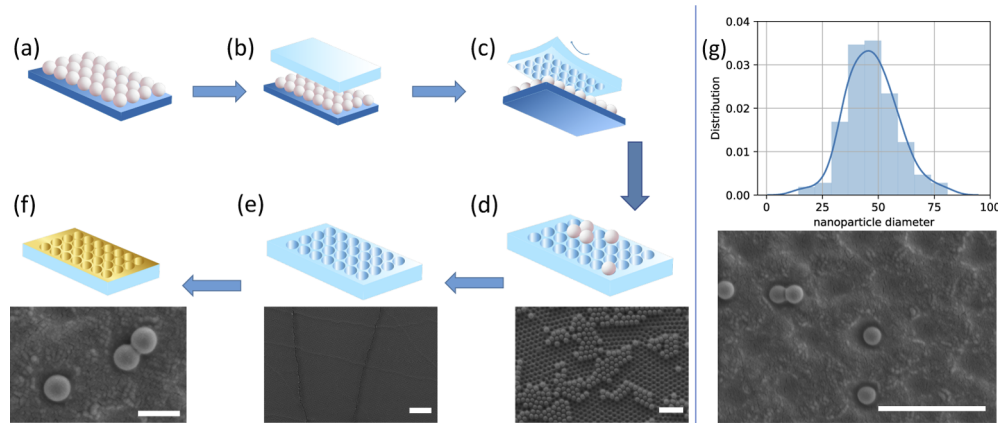 (a)
(b)
(c)
(d)
(e)
(f)
(g)
0.04
0.03
0.02
0.01
0.00
Distribution
0
25
50
75
100
nanoparticle diameter